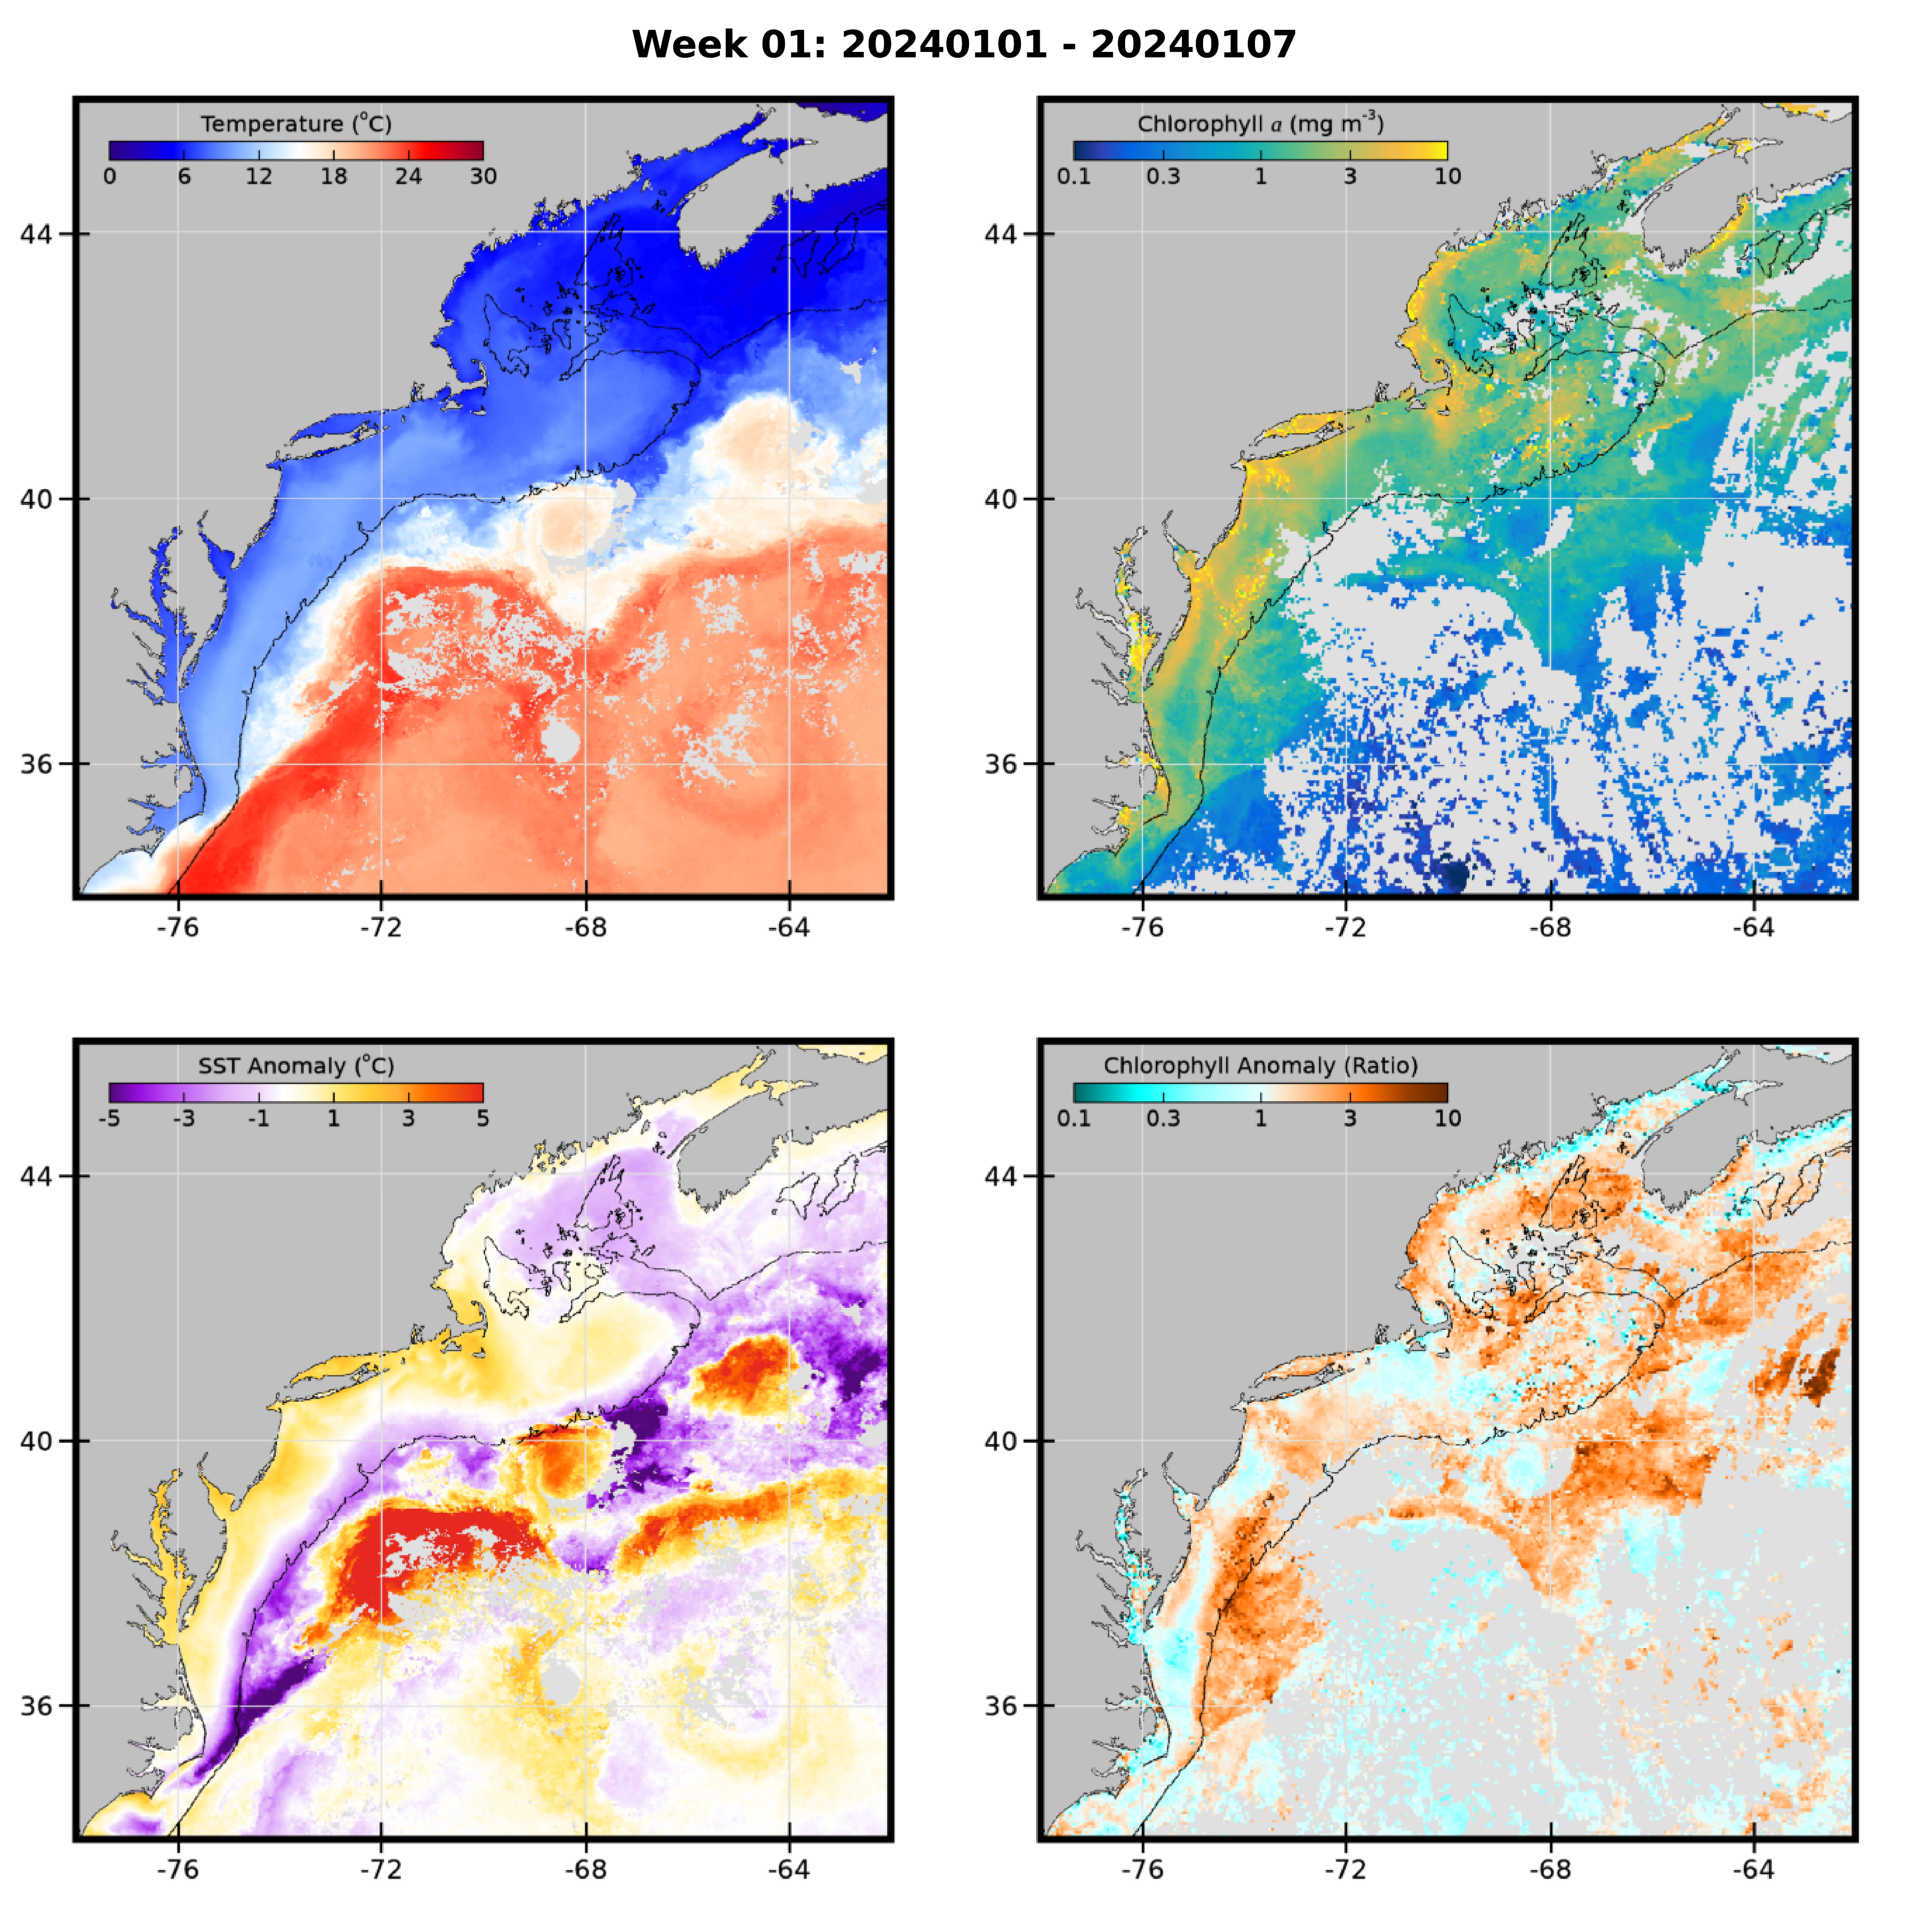 Week 01: 20240101 - 20240107
Temperature (°C)
0 6 12 18 24 30
44
40
36
-76 -72 -68 -64
Chlorophyll a (mg m⁻³)
0.1 0.3 1 3 10
44
40
36
-76 -72 -68 -64
SST Anomaly (°C)
-5 -3 -1 1 3 5
44
40
36
-76 -72 -68 -64
Chlorophyll Anomaly (Ratio)
0.1 0.3 1 3 10
44
40
36
-76 -72 -68 -64